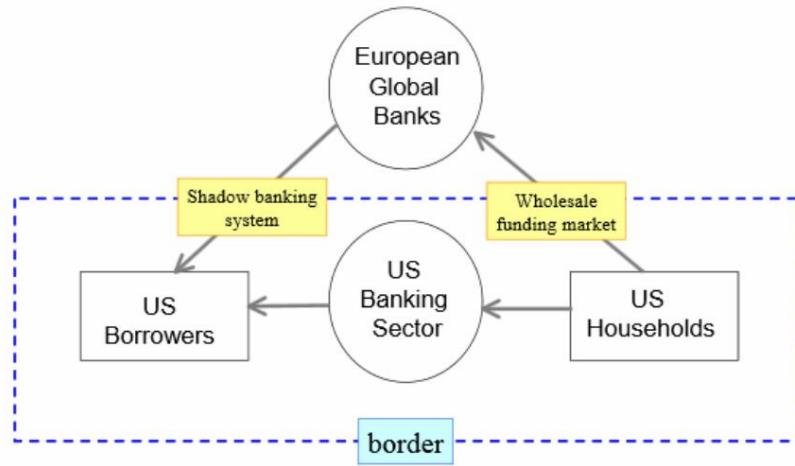 European
Global
Banks
Shadow banking
system
Wholesale
funding market
US
Borrowers
US
Banking
Sector
US
Households
border